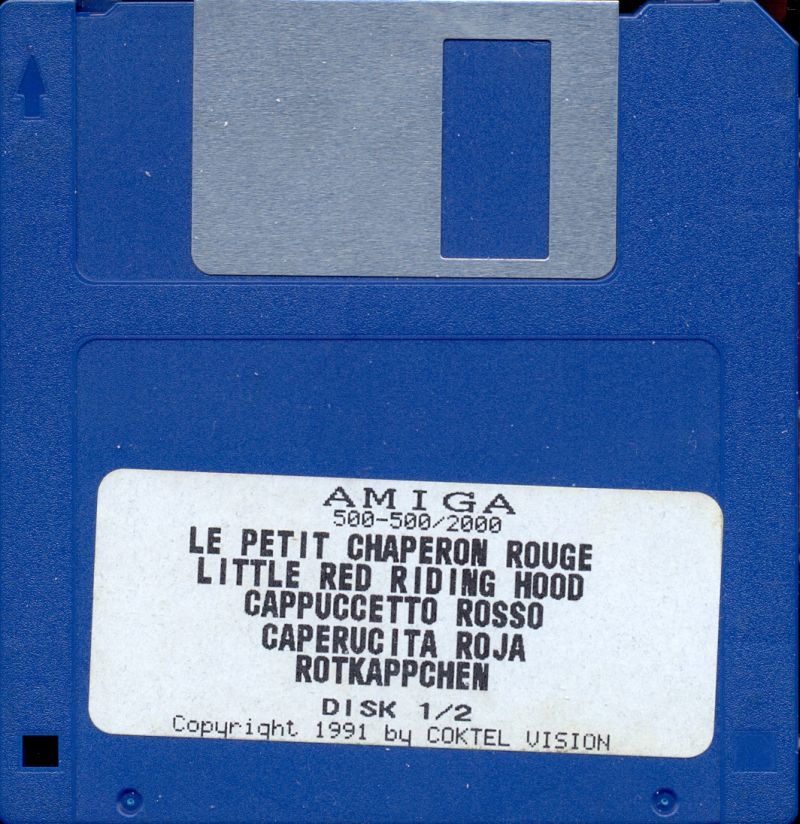 AMIGA
500-500/2000
LE PETIT CHAPERON ROUGE
LITTLE RED RIDING HOOD
CAPPUCCETTO ROSSO
CAPERUCITA ROJA
ROTKAPPCHEN
DISK 1/2
Copyright 1991 by COKTEL VISION